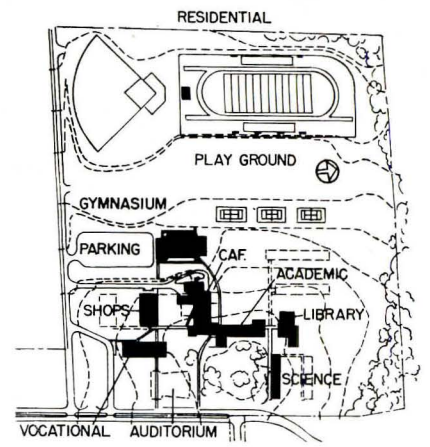 RESIDENTIAL
PLAY GROUND
GYMNASIUM
PARKING
CAF.
ACADEMIC
SHOPS
LIBRARY
SCIENCE
VOCATIONAL
AUDITORIUM